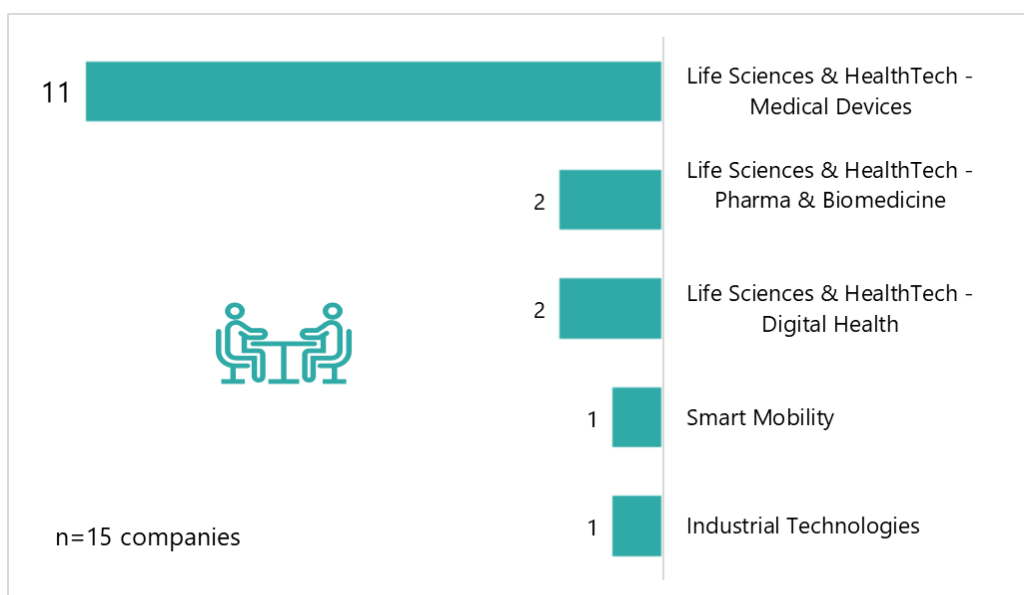 11
Life Sciences & HealthTech -
Medical Devices
2
Life Sciences & HealthTech -
Pharma & Biomedicine
2
Life Sciences & HealthTech -
Digital Health
1
Smart Mobility
1
Industrial Technologies
n=15 companies